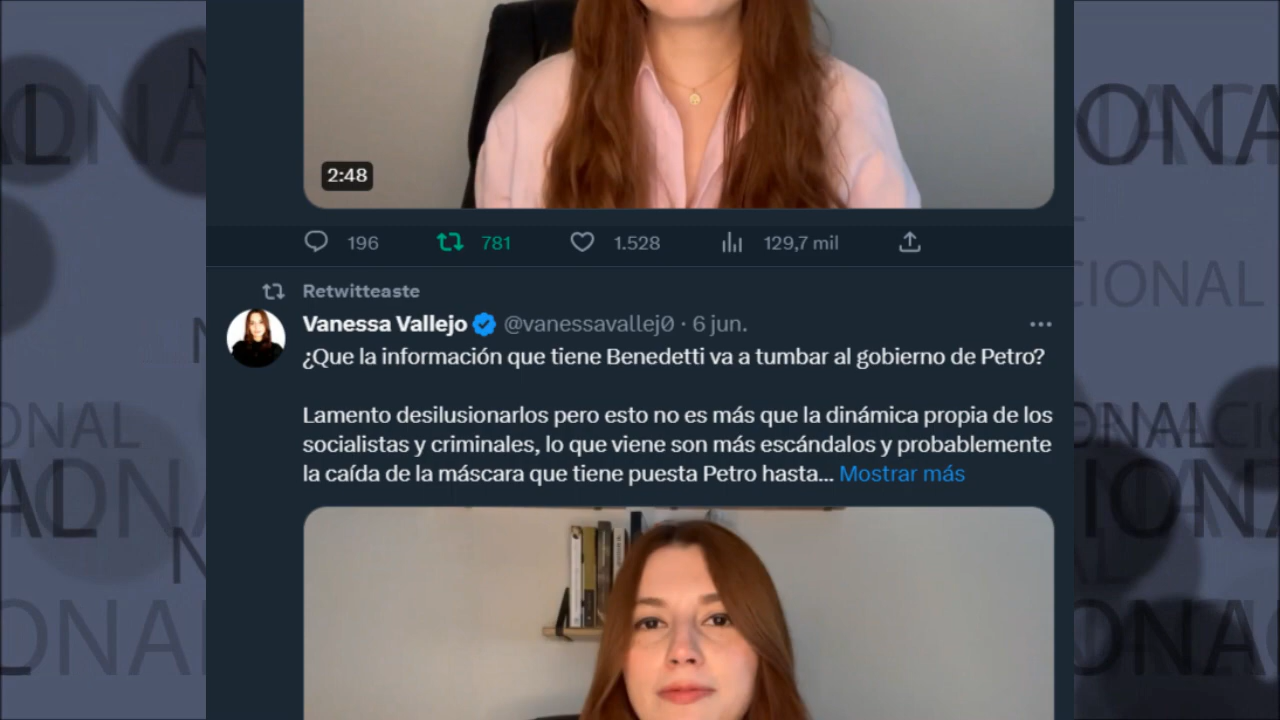 2:48
196 781 1.528 129,7 mil
Retwitteaste
Vanessa Vallejo @vanessavallej0 · 6 jun.
¿Que la información que tiene Benedetti va a tumbar al gobierno de Petro?
Lamento desilusionarlos pero esto no es más que la dinámica propia de los
socialistas y criminales, lo que viene son más escándalos y probablemente
la caída de la máscara que tiene puesta Petro hasta... Mostrar más